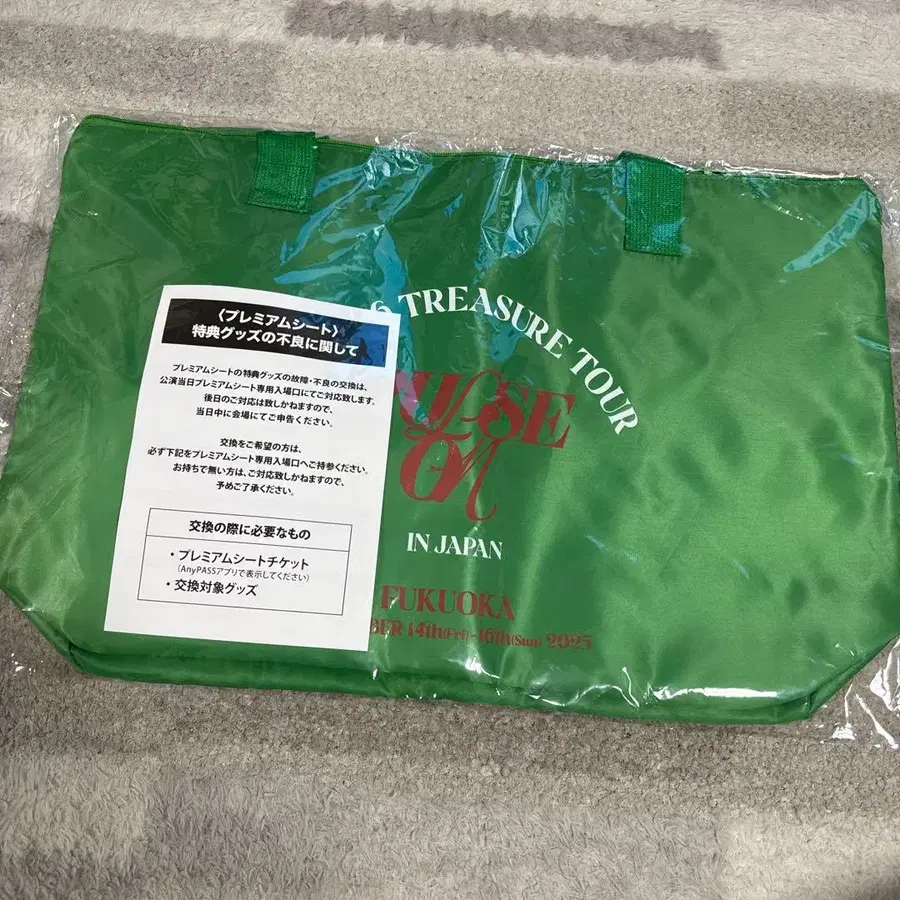 〈プレミアムシート〉
特典グッズの不良に関して
プレミアムシートの特典グッズの故障・不良の交換は、
公演当日プレミアムシート専用入場口にてご対応致します。
後日のご対応は致しかねますので、
当日中に会場にてご申告ください。
交換をご希望の方は、
必ず下記をプレミアムシート専用入場口へご持参ください。
お持ちで無い方は、ご対応致しかねますので、
予めご了承ください。
交換の際に必要なもの
・プレミアムシートチケット
（AnyPASSアプリで表示してください）
・交換対象グッズ
TREASURE TOUR
ON
IN JAPAN
FUKUOKA
14th(Fri)-16th(Sun) 2025